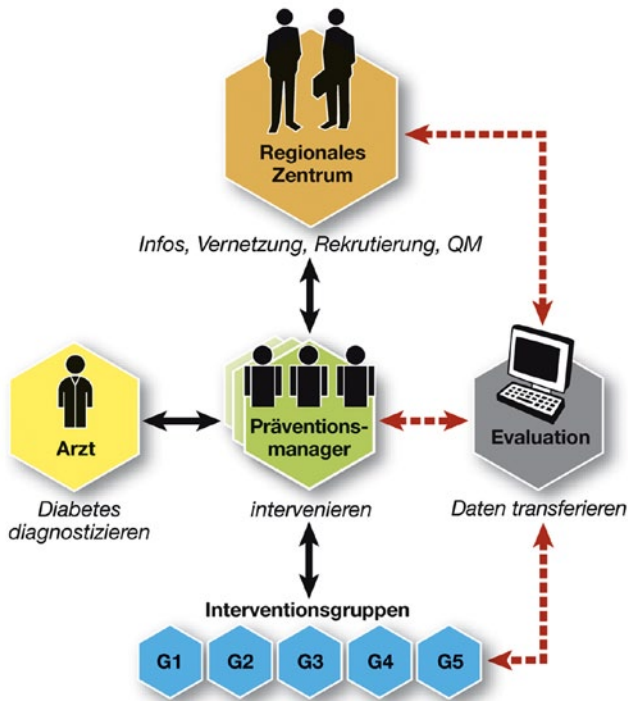 Regionales
Zentrum
Infos, Vernetzung, Rekrutierung, QM
Arzt
Präventions-
manager
Evaluation
Diabetes
diagnostizieren
intervenieren
Daten transferieren
Interventionsgruppen
G1 G2 G3 G4 G5